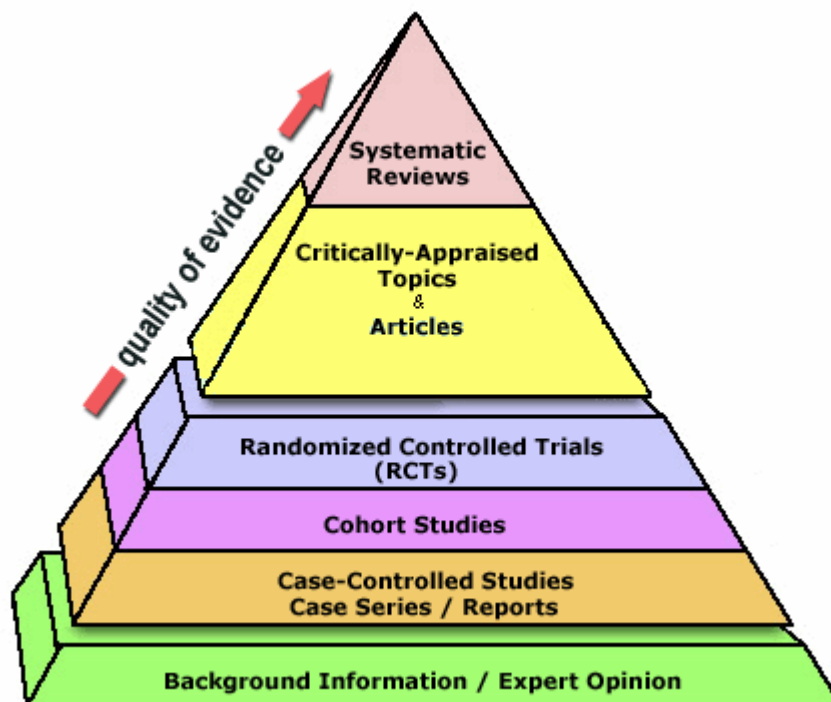 quality of evidence
Systematic
Reviews
Critically-Appraised
Topics
&
Articles
Randomized Controlled Trials
(RCTs)
Cohort Studies
Case-Controlled Studies
Case Series / Reports
Background Information / Expert Opinion